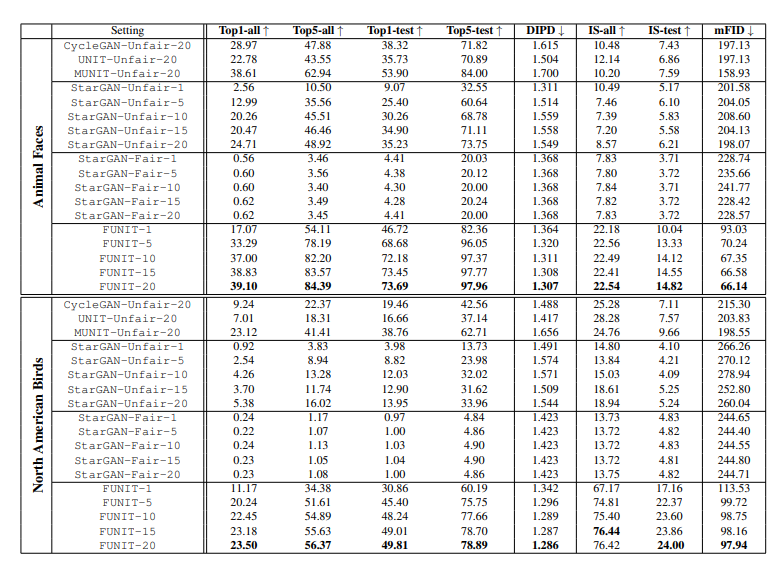 Setting Top1-all ↑ Top5-all ↑ Top1-test ↑ Top5-test ↑ DIPD ↓ IS-all ↑ IS-test ↑ mFID ↓
Animal Faces
CycleGAN-Unfair-20 28.97 47.88 38.32 71.82 1.615 10.48 7.43 197.13
UNIT-Unfair-20 22.78 43.55 35.73 70.89 1.504 12.14 6.86 197.13
MUNIT-Unfair-20 38.61 62.94 53.90 84.00 1.700 10.20 7.59 158.93
StarGAN-Unfair-1 2.56 10.50 9.07 32.55 1.311 10.49 5.17 201.58
StarGAN-Unfair-5 12.99 35.56 25.40 60.64 1.514 7.46 6.10 204.05
StarGAN-Unfair-10 20.26 45.51 30.26 68.78 1.559 7.39 5.83 208.60
StarGAN-Unfair-15 20.47 46.46 34.90 71.11 1.558 7.20 5.58 204.13
StarGAN-Unfair-20 24.71 48.92 35.23 73.75 1.549 8.57 6.21 198.07
StarGAN-Fair-1 0.56 3.46 4.41 20.03 1.368 7.83 3.71 228.74
StarGAN-Fair-5 0.60 3.56 4.38 20.12 1.368 7.80 3.72 235.66
StarGAN-Fair-10 0.60 3.40 4.30 20.00 1.368 7.84 3.71 241.77
StarGAN-Fair-15 0.62 3.49 4.28 20.24 1.368 7.82 3.72 228.42
StarGAN-Fair-20 0.62 3.45 4.41 20.00 1.368 7.83 3.72 228.57
FUNIT-1 17.07 54.11 46.72 82.36 1.364 22.18 10.04 93.03
FUNIT-5 33.29 78.19 68.68 96.05 1.320 22.56 13.33 70.24
FUNIT-10 37.00 82.20 72.18 97.37 1.311 22.49 14.12 67.35
FUNIT-15 38.83 83.57 73.45 97.77 1.308 22.41 14.55 66.58
FUNIT-20 39.10 84.39 73.69 97.96 1.307 22.54 14.82 66.14
North American Birds
CycleGAN-Unfair-20 9.24 22.37 19.46 42.56 1.488 25.28 7.11 215.30
UNIT-Unfair-20 7.01 18.31 16.66 37.14 1.417 28.28 7.57 203.83
MUNIT-Unfair-20 23.12 41.41 38.76 62.71 1.656 24.76 9.66 198.55
StarGAN-Unfair-1 0.92 3.83 3.98 13.73 1.491 14.80 4.10 266.26
StarGAN-Unfair-5 2.54 8.94 8.82 23.98 1.574 13.84 4.21 270.12
StarGAN-Unfair-10 4.26 13.28 12.03 32.02 1.571 15.03 4.09 278.94
StarGAN-Unfair-15 3.70 11.74 12.90 31.62 1.509 18.61 5.25 252.80
StarGAN-Unfair-20 5.38 16.02 13.95 33.96 1.544 18.94 5.24 260.04
StarGAN-Fair-1 0.24 1.17 0.97 4.84 1.423 13.73 4.83 244.65
StarGAN-Fair-5 0.22 1.07 1.00 4.86 1.423 13.72 4.82 244.40
StarGAN-Fair-10 0.24 1.13 1.03 4.90 1.423 13.72 4.83 244.55
StarGAN-Fair-15 0.23 1.05 1.04 4.90 1.423 13.72 4.81 244.80
StarGAN-Fair-20 0.23 1.08 1.00 4.86 1.423 13.75 4.82 244.71
FUNIT-1 11.17 34.38 30.86 60.19 1.342 67.17 17.16 113.53
FUNIT-5 20.24 51.61 45.40 75.75 1.296 74.81 22.37 99.72
FUNIT-10 22.45 54.89 48.24 77.66 1.289 75.40 23.60 98.75
FUNIT-15 23.18 55.63 49.01 78.70 1.287 76.44 23.86 98.16
FUNIT-20 23.50 56.37 49.81 78.89 1.286 76.42 24.00 97.94